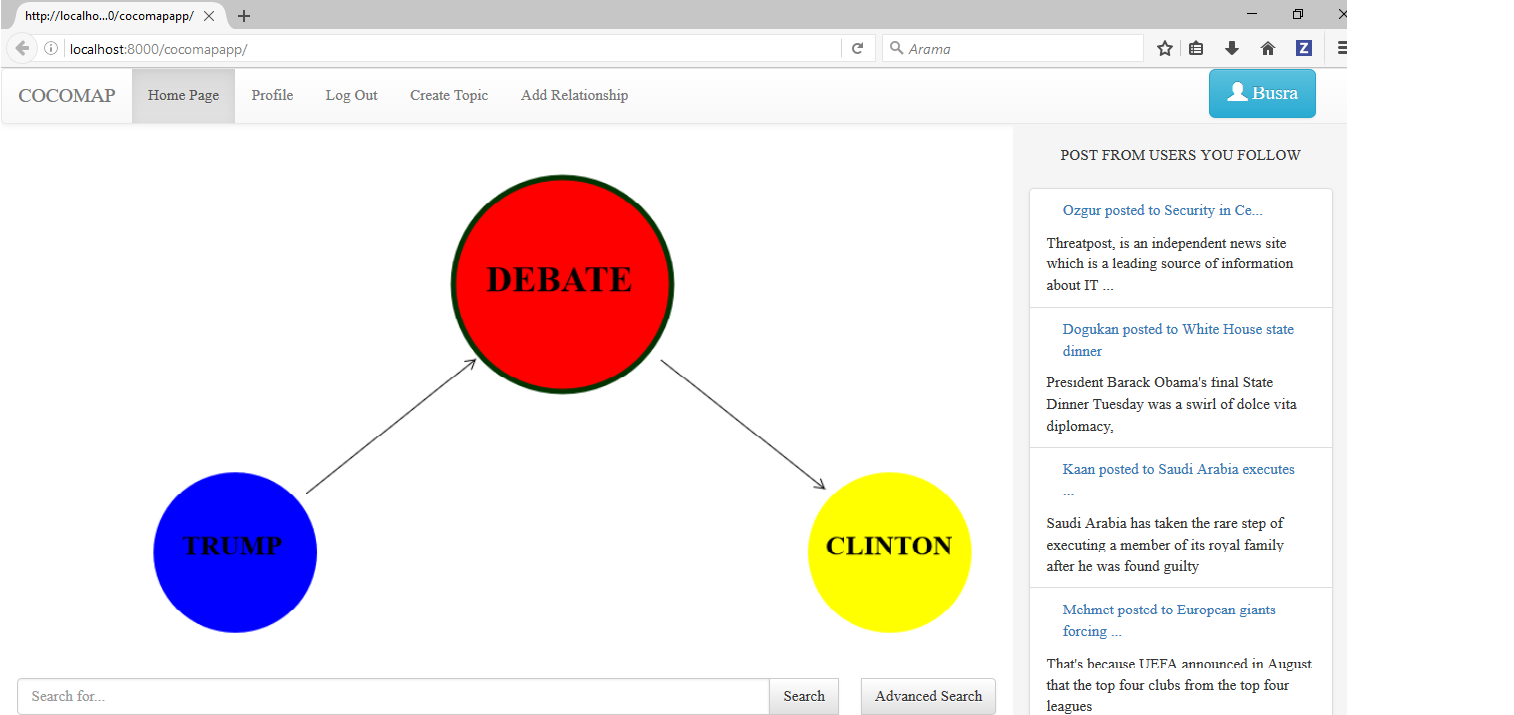 http://localho...0/cocomapapp/
localhost:8000/cocomapapp/
Arama
Z
COCOMAP
Home Page
Profile
Log Out
Create Topic
Add Relationship
Busra
DEBATE
TRUMP
CLINTON
Search for...
Search
Advanced Search
POST FROM USERS YOU FOLLOW
Ozgur posted to Security in Ce...
Threatpost, is an independent news site
which is a leading source of information
about IT ...
Dogukan posted to White House state
dinner
President Barack Obama's final State
Dinner Tuesday was a swirl of dolce vita
diplomacy,
Kaan posted to Saudi Arabia executes
...
Saudi Arabia has taken the rare step of
executing a member of its royal family
after he was found guilty
Mehmet posted to European giants
forcing ...
That's because UEFA announced in August
that the top four clubs from the top four
leagues